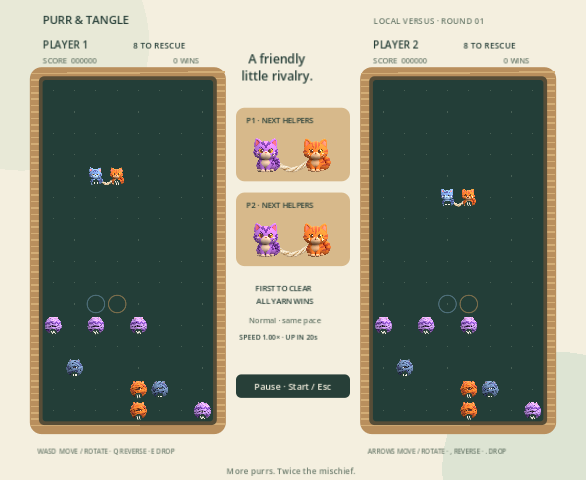 PURR & TANGLE
LOCAL VERSUS · ROUND 01
PLAYER 1
8 TO RESCUE
SCORE 000000
0 WINS
PLAYER 2
8 TO RESCUE
SCORE 000000
0 WINS
A friendly
little rivalry.
P1 · NEXT HELPERS
P2 · NEXT HELPERS
FIRST TO CLEAR
ALL YARN WINS
Normal · same pace
SPEED 1.00× · UP IN 20s
Pause · Start / Esc
WASD MOVE / ROTATE · Q REVERSE · E DROP
ARROWS MOVE / ROTATE · , REVERSE · . DROP
More purrs. Twice the mischief.